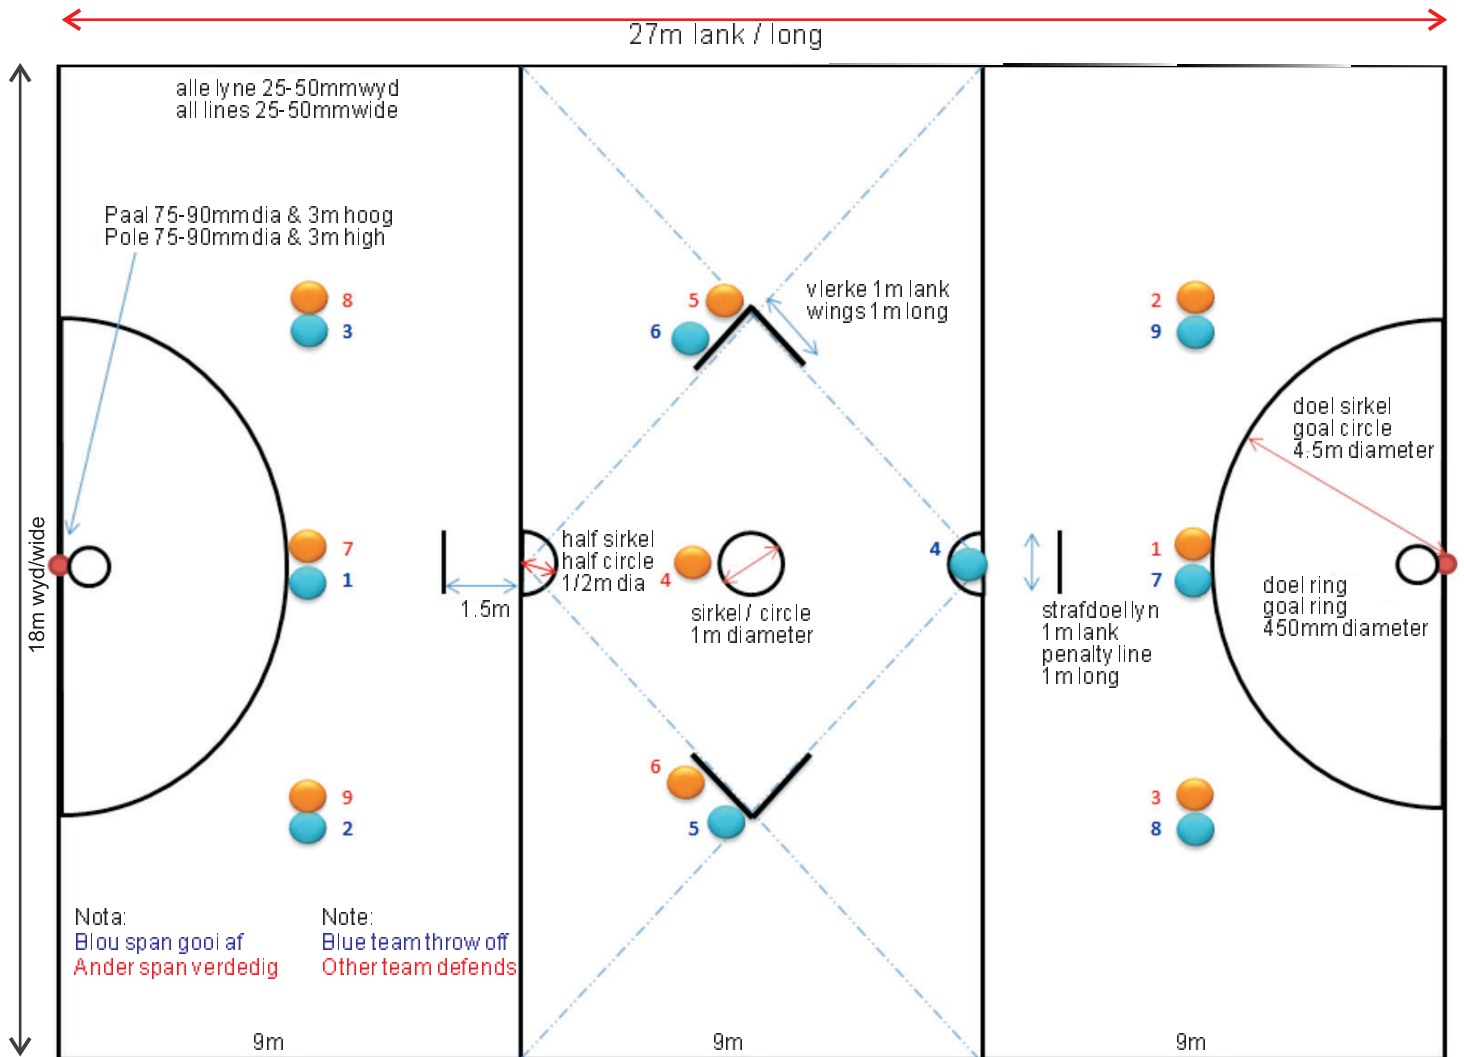 27m lank / long
alle lyne 25-50mmwyd
all lines 25-50mmwide
Paal 75-90mmdia & 3m hoog
Pole 75-90mmdia & 3m high
8
3
5
6
vlerke 1m lank
wings 1m long
2
9
doel sirkel
goal circle
4.5m diameter
18m wyd/wide
7
1
1.5m
half sirkel
half circle
1/2m dia
4
sirkel / circle
1m diameter
4
strafdoellyn
1m lank
penalty line
1m long
1
7
doel ring
goal ring
450mm diameter
9
2
6
5
3
8
Nota:
Blou span gooi af
Ander span verdedig
Note:
Blue team throw off
Other team defends
9m
9m
9m